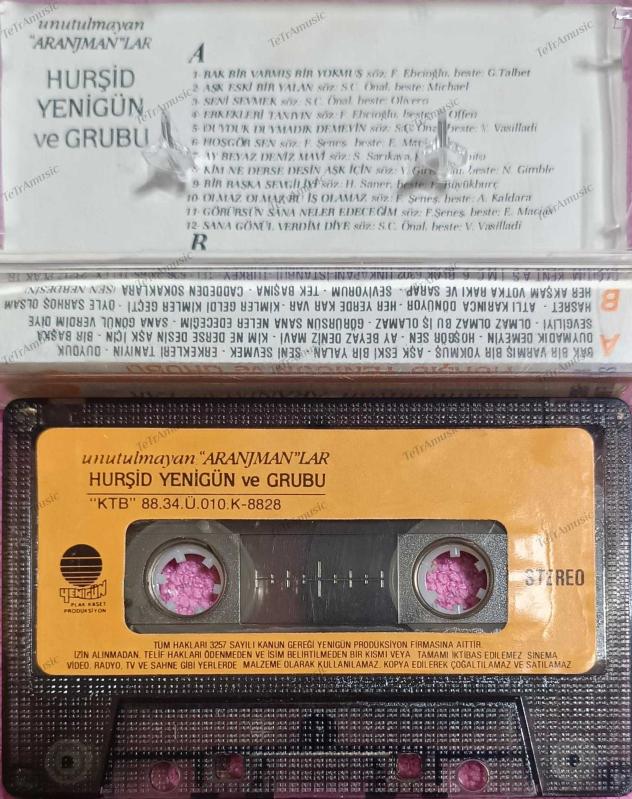 unutulmayan
"ARANJMAN"LAR
HURŞİD
YENİGÜN
ve GRUBU
A
1- BAK BİR VARMIŞ BİR YOKMUŞ söz: F. Ebcioğlu, beste: G. Talbet
2- AŞK ESKİ BİR YALAN söz: S.C. Önal, beste: Michael
3- SENİ SEVMEK söz: S.C. Önal, beste: Olivero
4- ERKEKLERİ TANIYIN söz: F. Ebcioğlu, beste: Offen
5- DUYDUK DUYMADIK DEMEYİN söz: S.C. Önal, beste: V. Vasilladi
6- HOŞGÖR SEN söz: F. Şeneş, beste: E.
7- AY BEYAZ DENİZ MAVİ söz: S. Sarıkaya,
8- KİM NE DERSE DESİN AŞK İÇİN söz: V. N. Gimble
9- BİR BAŞKA SEVGİLİYİ söz: H. Saner, Büyükburç
10- OLMAZ OLMAZ BU İŞ OLAMAZ söz: F. Şeneş, beste: A. Kaldara
11- GÖRÜRSÜN SANA NELER EDECEĞİM söz: F. Şeneş, beste: E. Macias
12- SANA GÖNÜL VERDİM DİYE söz: S.C. Önal, beste: V. Vasilladi
B
A BAK BİR VARMIŞ BİR YOKMUŞ - AŞK ESKİ BİR YALAN - SENİ SEVMEK - ERKEKLERİ TANIYIN - DUYDUK
DUYMADIK DEMEYİN - HOŞGÖR SEN - AY BEYAZ DENİZ MAVİ - KİM NE DERSE DESİN AŞK İÇİN - BİR BAŞKA
SEVGİLİYİ - OLMAZ OLMAZ BU İŞ OLAMAZ - GÖRÜRSÜN SANA NELER EDECEĞİM - SANA GÖNÜL VERDİM DİYE
B HASRET - ATLI KARINCA DÖNÜYOR - HER YERDE KAR VAR - KİMLER GELDİ KİMLER GEÇTİ - ÖYLE SARHOŞ OLSAM
HER AKŞAM VOTKA RAKI VE ŞARAP - SEVİYORUM - TEK BAŞINA - CADDEDEN SOKAKARA (SEN NERDESİN)
unutulmayan "ARANJMAN"LAR
HURŞİD YENİGÜN ve GRUBU
"KTB" 88.34.Ü.010.K-8828
YENİGÜN
PLAK KASET
PRODÜKSİYON
STEREO
TÜM HAKLARI 3257 SAYILI KANUN GEREĞİ YENİGÜN PRODÜKSİYON FİRMASINA AİTTİR.
İZİN ALINMADAN, TELİF HAKLARI ÖDENMEDEN VE İSİM BELİRTİLMEDEN BİR KISMI VEYA TAMAMI İKTİBAS EDİLEMEZ. SİNEMA
VİDEO, RADYO, TV VE SAHNE GİBİ YERLERDE MALZEME OLARAK KULLANILAMAZ. KOPYA EDİLEREK ÇOĞALTILAMAZ VE SATILAMAZ
TeTrAmusic